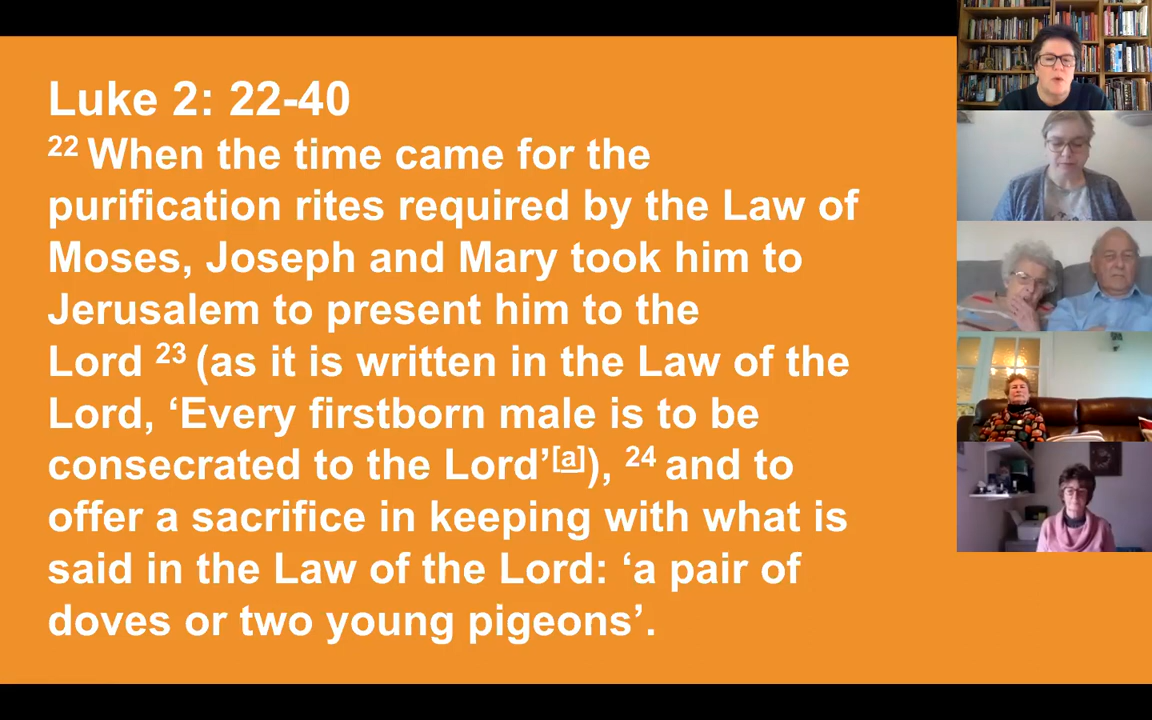 Luke 2: 22-40
22 When the time came for the
purification rites required by the Law of
Moses, Joseph and Mary took him to
Jerusalem to present him to the
Lord 23 (as it is written in the Law of the
Lord, ‘Every firstborn male is to be
consecrated to the Lord’[a]), 24 and to
offer a sacrifice in keeping with what is
said in the Law of the Lord: ‘a pair of
doves or two young pigeons’.